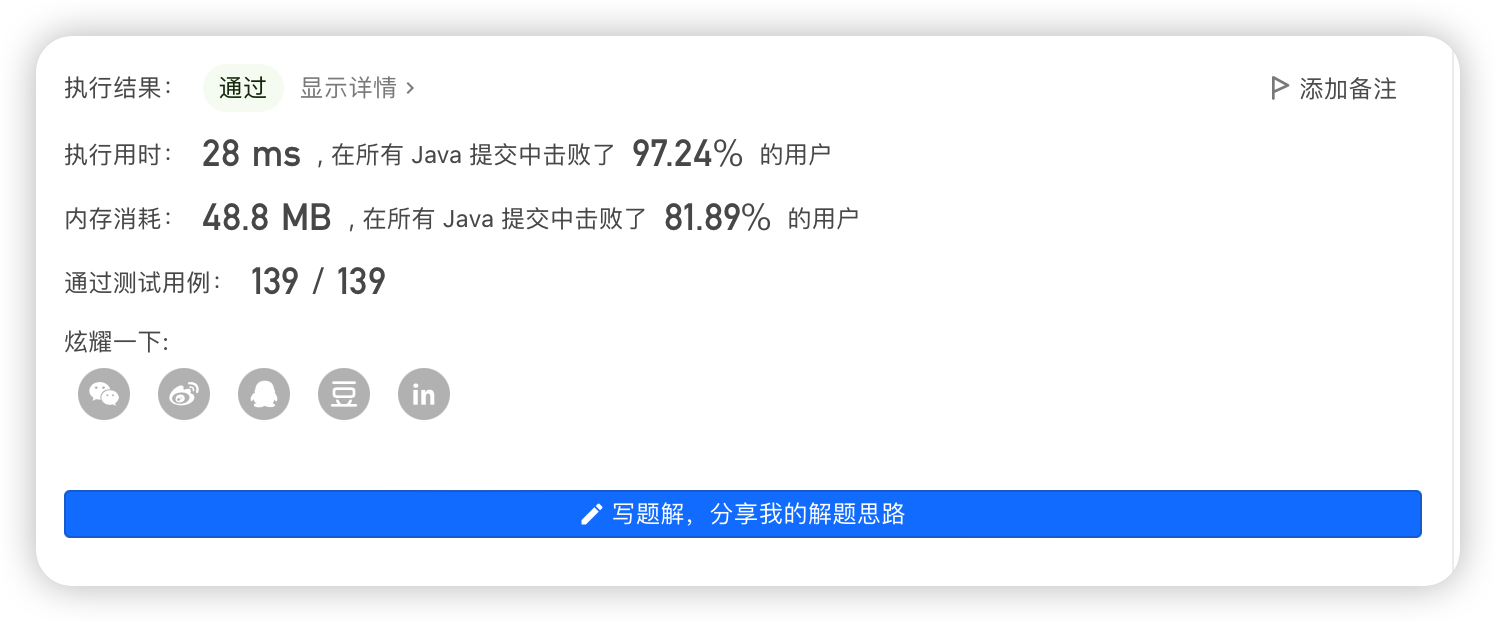 执行结果： 通过 显示详情 › 添加备注
执行用时： 28 ms , 在所有 Java 提交中击败了 97.24% 的用户
内存消耗： 48.8 MB , 在所有 Java 提交中击败了 81.89% 的用户
通过测试用例： 139 / 139
炫耀一下:
豆 in
写题解，分享我的解题思路